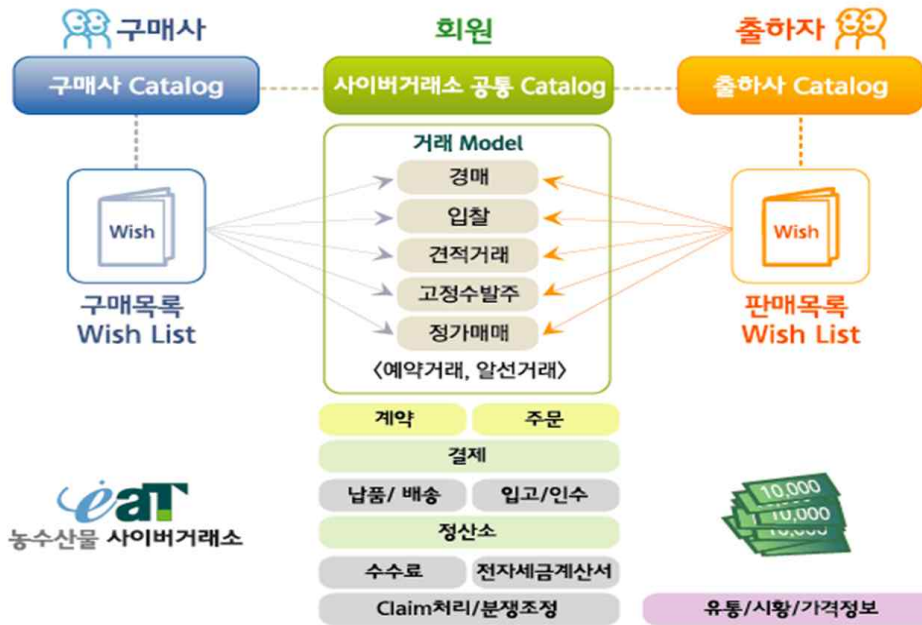 구매사
회원
출하자
구매사 Catalog
사이버거래소 공통 Catalog
출하사 Catalog
거래 Model
경매
입찰
견적거래
고정수발주
정가매매
<예약거래, 알선거래>
Wish
구매목록
Wish List
Wish
판매목록
Wish List
계약
주문
결제
납품/ 배송
입고/인수
정산소
수수료
전자세금계산서
Claim처리/분쟁조정
eaT
농수산물 사이버거래소
10,000
10,000
10,000
유통/시황/가격정보